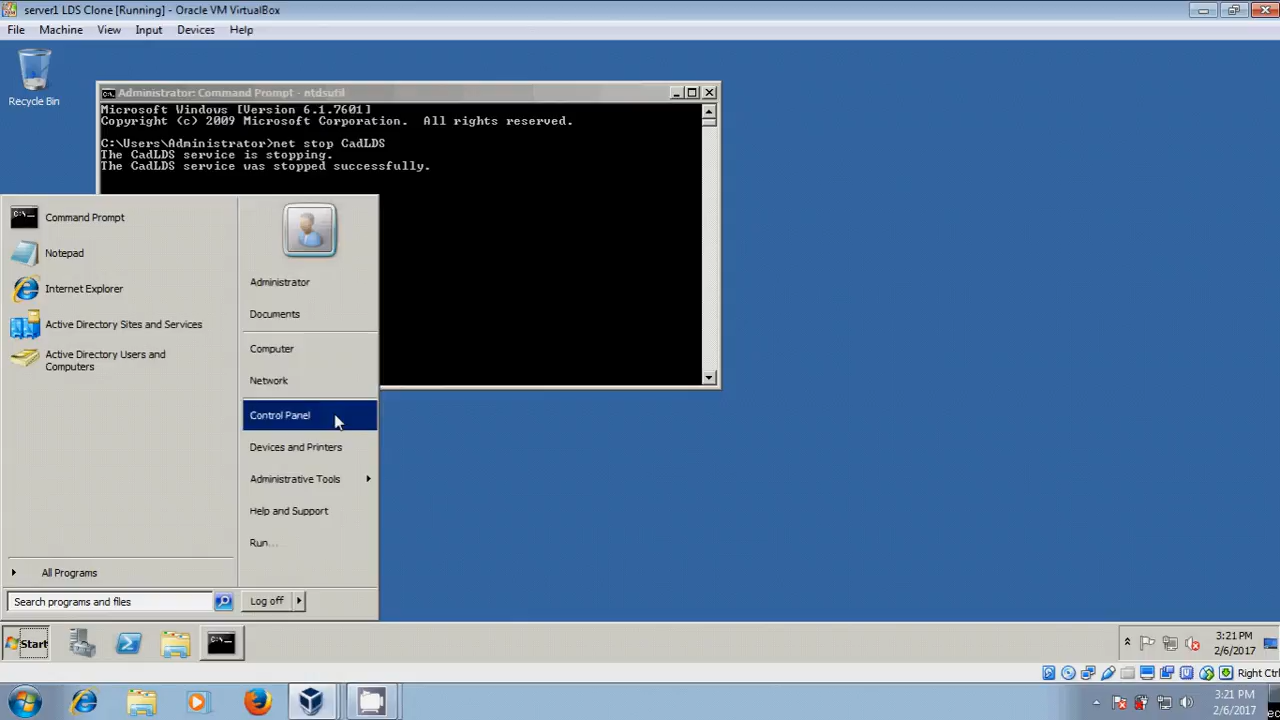 server1 LDS Clone [Running] - Oracle VM VirtualBox
File Machine View Input Devices Help
Recycle Bin
Administrator: Command Prompt - ntdsutil
Microsoft Windows [Version 6.1.7601]
Copyright (c) 2009 Microsoft Corporation. All rights reserved.
C:\Users\Administrator>net stop CadLDS
The CadLDS service is stopping.
The CadLDS service was stopped successfully.
Command Prompt
Notepad
Internet Explorer
Active Directory Sites and Services
Active Directory Users and
Computers
All Programs
Search programs and files
Administrator
Documents
Computer
Network
Control Panel
Devices and Printers
Administrative Tools
Help and Support
Run...
Log off
Start
3:21 PM
2/6/2017
Right Ctrl
3:21 PM
2/6/2017